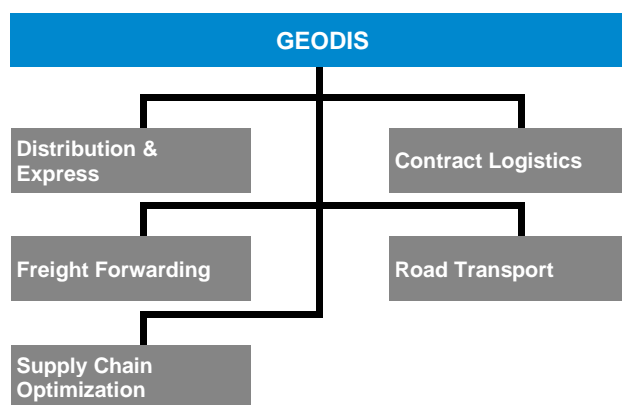 GEODIS
Distribution &
Express
Contract Logistics
Freight Forwarding
Road Transport
Supply Chain
Optimization